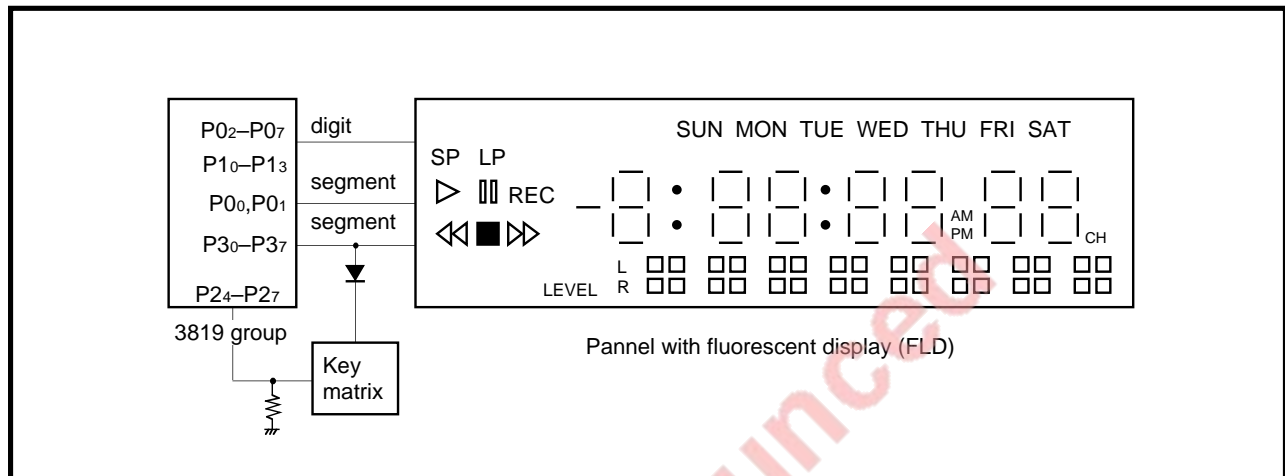 P02–P07
P10–P13
P00,P01
P30–P37
P24–P27
3819 group
digit
segment
segment
Key
matrix
SUN MON TUE WED THU FRI SAT
SP LP
REC
AM
PM
CH
L
R
LEVEL
Pannel with fluorescent display (FLD)
unced